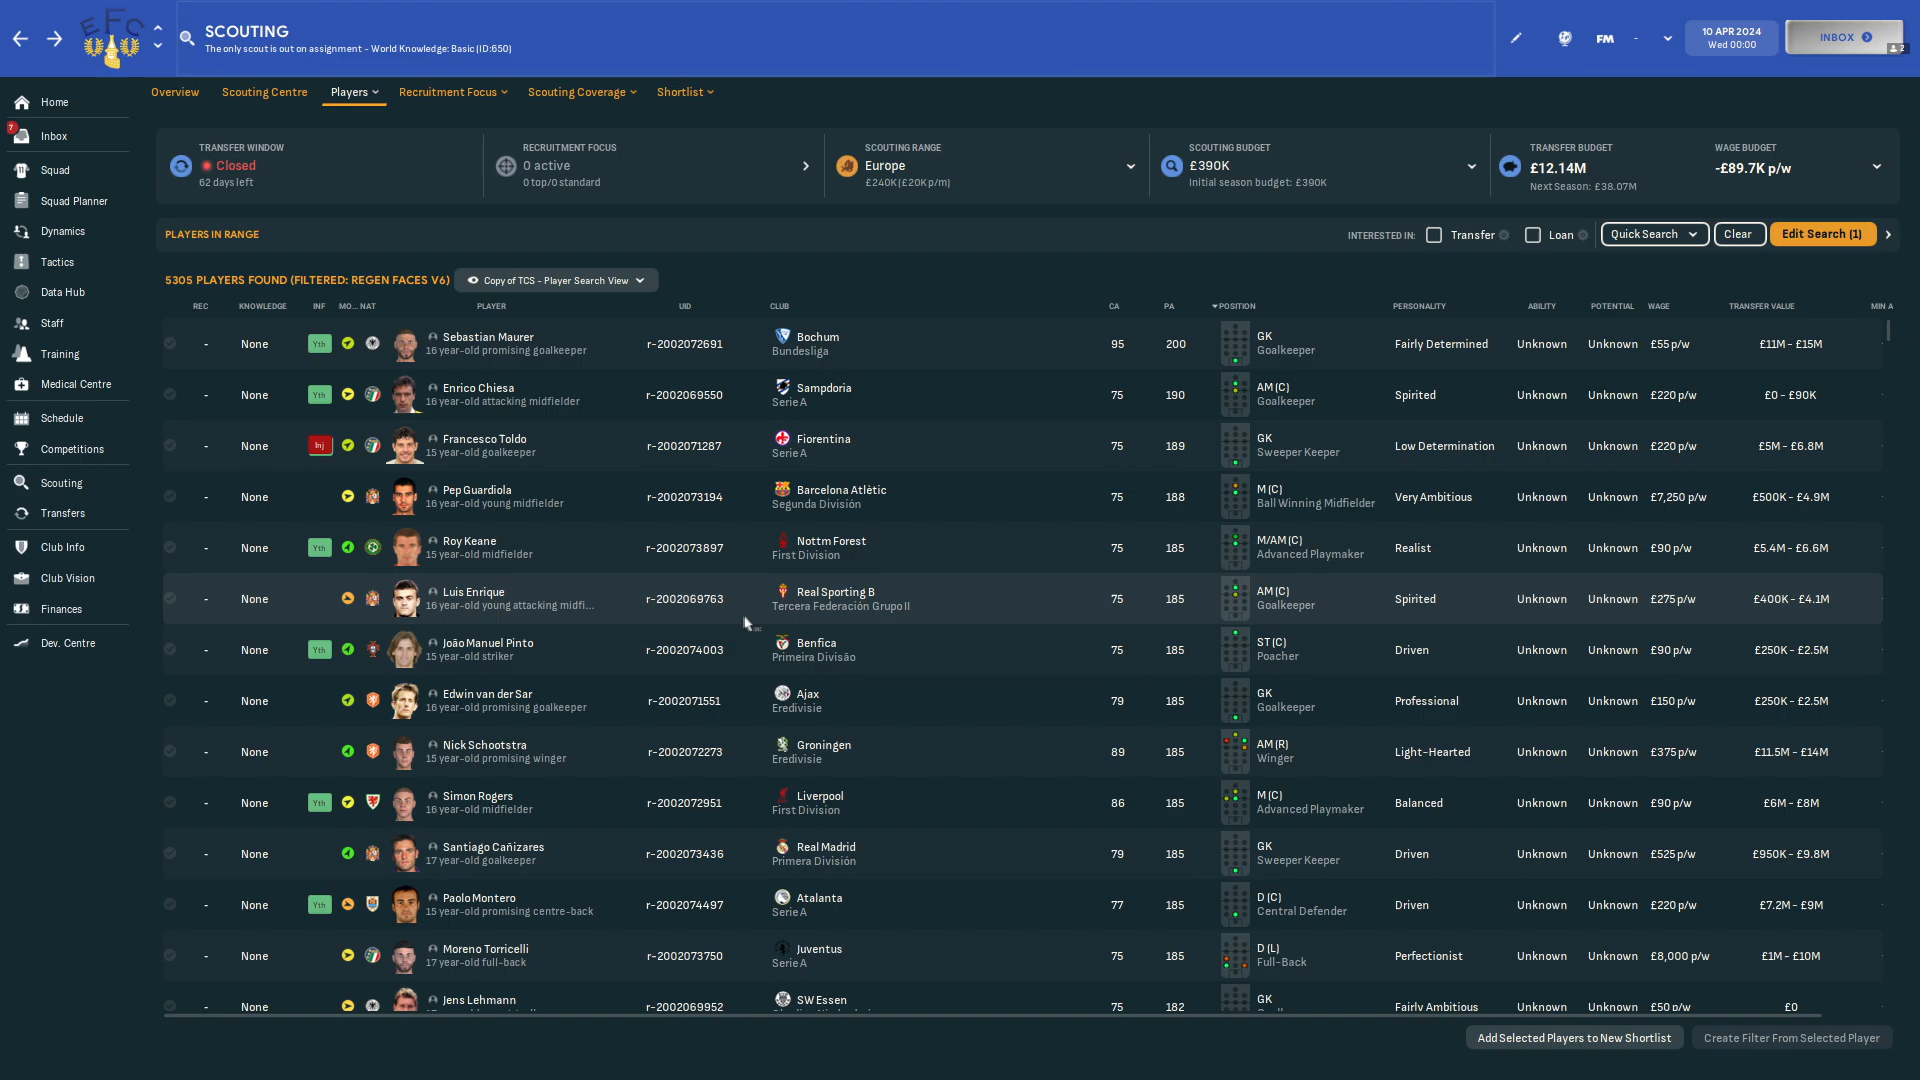 EFC
SCOUTING
The only scout is out on assignment - World Knowledge: Basic (ID:650)
FM
-
10 APR 2024
Wed 00:00
INBOX
2
Home
7
Inbox
Squad
Squad Planner
Dynamics
Tactics
Data Hub
Staff
Training
Medical Centre
Schedule
Competitions
Scouting
Transfers
Club Info
Club Vision
Finances
Dev. Centre
Overview Scouting Centre Players Recruitment Focus Scouting Coverage Shortlist
TRANSFER WINDOW
Closed
62 days left
RECRUITMENT FOCUS
0 active
0 top/0 standard
SCOUTING RANGE
Europe
£240K (£20K p/m)
SCOUTING BUDGET
£390K
Initial season budget: £390K
TRANSFER BUDGET
£12.14M
Next Season: £38.07M
WAGE BUDGET
-£89.7K p/w
PLAYERS IN RANGE
INTERESTED IN: Transfer Loan Quick Search Clear Edit Search (1)
5305 PLAYERS FOUND (FILTERED: REGEN FACES V6) Copy of TCS - Player Search View
REC KNOWLEDGE INF MO... NAT PLAYER UID CLUB CA PA POSITION PERSONALITY ABILITY POTENTIAL WAGE TRANSFER VALUE MIN A
Sebastian Maurer Bochum GK
- None Yth r-2002072691 95 200 Fairly Determined Unknown Unknown £55 p/w £11M - £15M
16 year-old promising goalkeeper Bundesliga Goalkeeper
Enrico Chiesa Sampdoria AM (C)
- None Yth r-2002069550 75 190 Spirited Unknown Unknown £220 p/w £0 - £90K
16 year-old attacking midfielder Serie A Goalkeeper
Francesco Toldo Fiorentina GK
- None Inj r-2002071287 75 189 Low Determination Unknown Unknown £220 p/w £5M - £6.8M
15 year-old goalkeeper Serie A Sweeper Keeper
Pep Guardiola Barcelona Atlètic M (C)
- None r-2002073194 75 188 Very Ambitious Unknown Unknown £7,250 p/w £500K - £4.9M
16 year-old young midfielder Segunda División Ball Winning Midfielder
Roy Keane Nottm Forest M/AM (C)
- None Yth r-2002073897 75 185 Realist Unknown Unknown £90 p/w £5.4M - £6.6M
15 year-old midfielder First Division Advanced Playmaker
Luis Enrique Real Sporting B AM (C)
- None r-2002069763 75 185 Spirited Unknown Unknown £275 p/w £400K - £4.1M
16 year-old young attacking midfi... Tercera Federación Grupo II Goalkeeper
João Manuel Pinto Benfica ST (C)
- None Yth r-2002074003 75 185 Driven Unknown Unknown £90 p/w £250K - £2.5M
15 year-old striker Primeira Divisão Poacher
Edwin van der Sar Ajax GK
- None r-2002071551 79 185 Professional Unknown Unknown £150 p/w £250K - £2.5M
16 year-old promising goalkeeper Eredivisie Goalkeeper
Nick Schootstra Groningen AM (R)
- None r-2002072273 89 185 Light-Hearted Unknown Unknown £375 p/w £11.5M - £14M
15 year-old promising winger Eredivisie Winger
Simon Rogers Liverpool M (C)
- None Yth r-2002072951 86 185 Balanced Unknown Unknown £90 p/w £6M - £8M
16 year-old midfielder First Division Advanced Playmaker
Santiago Cañizares Real Madrid GK
- None r-2002073436 79 185 Driven Unknown Unknown £525 p/w £950K - £9.8M
17 year-old goalkeeper Primera División Sweeper Keeper
Paolo Montero Atalanta D (C)
- None Yth r-2002074497 77 185 Driven Unknown Unknown £220 p/w £7.2M - £9M
15 year-old promising centre-back Serie A Central Defender
Moreno Torricelli Juventus D (L)
- None r-2002073750 75 185 Perfectionist Unknown Unknown £8,000 p/w £1M - £10M
17 year-old full-back Serie A Full-Back
Jens Lehmann SW Essen GK
- None r-2002069952 75 182 Fairly Ambitious Unknown Unknown £50 p/w £0
Add Selected Players to New Shortlist Create Filter From Selected Player